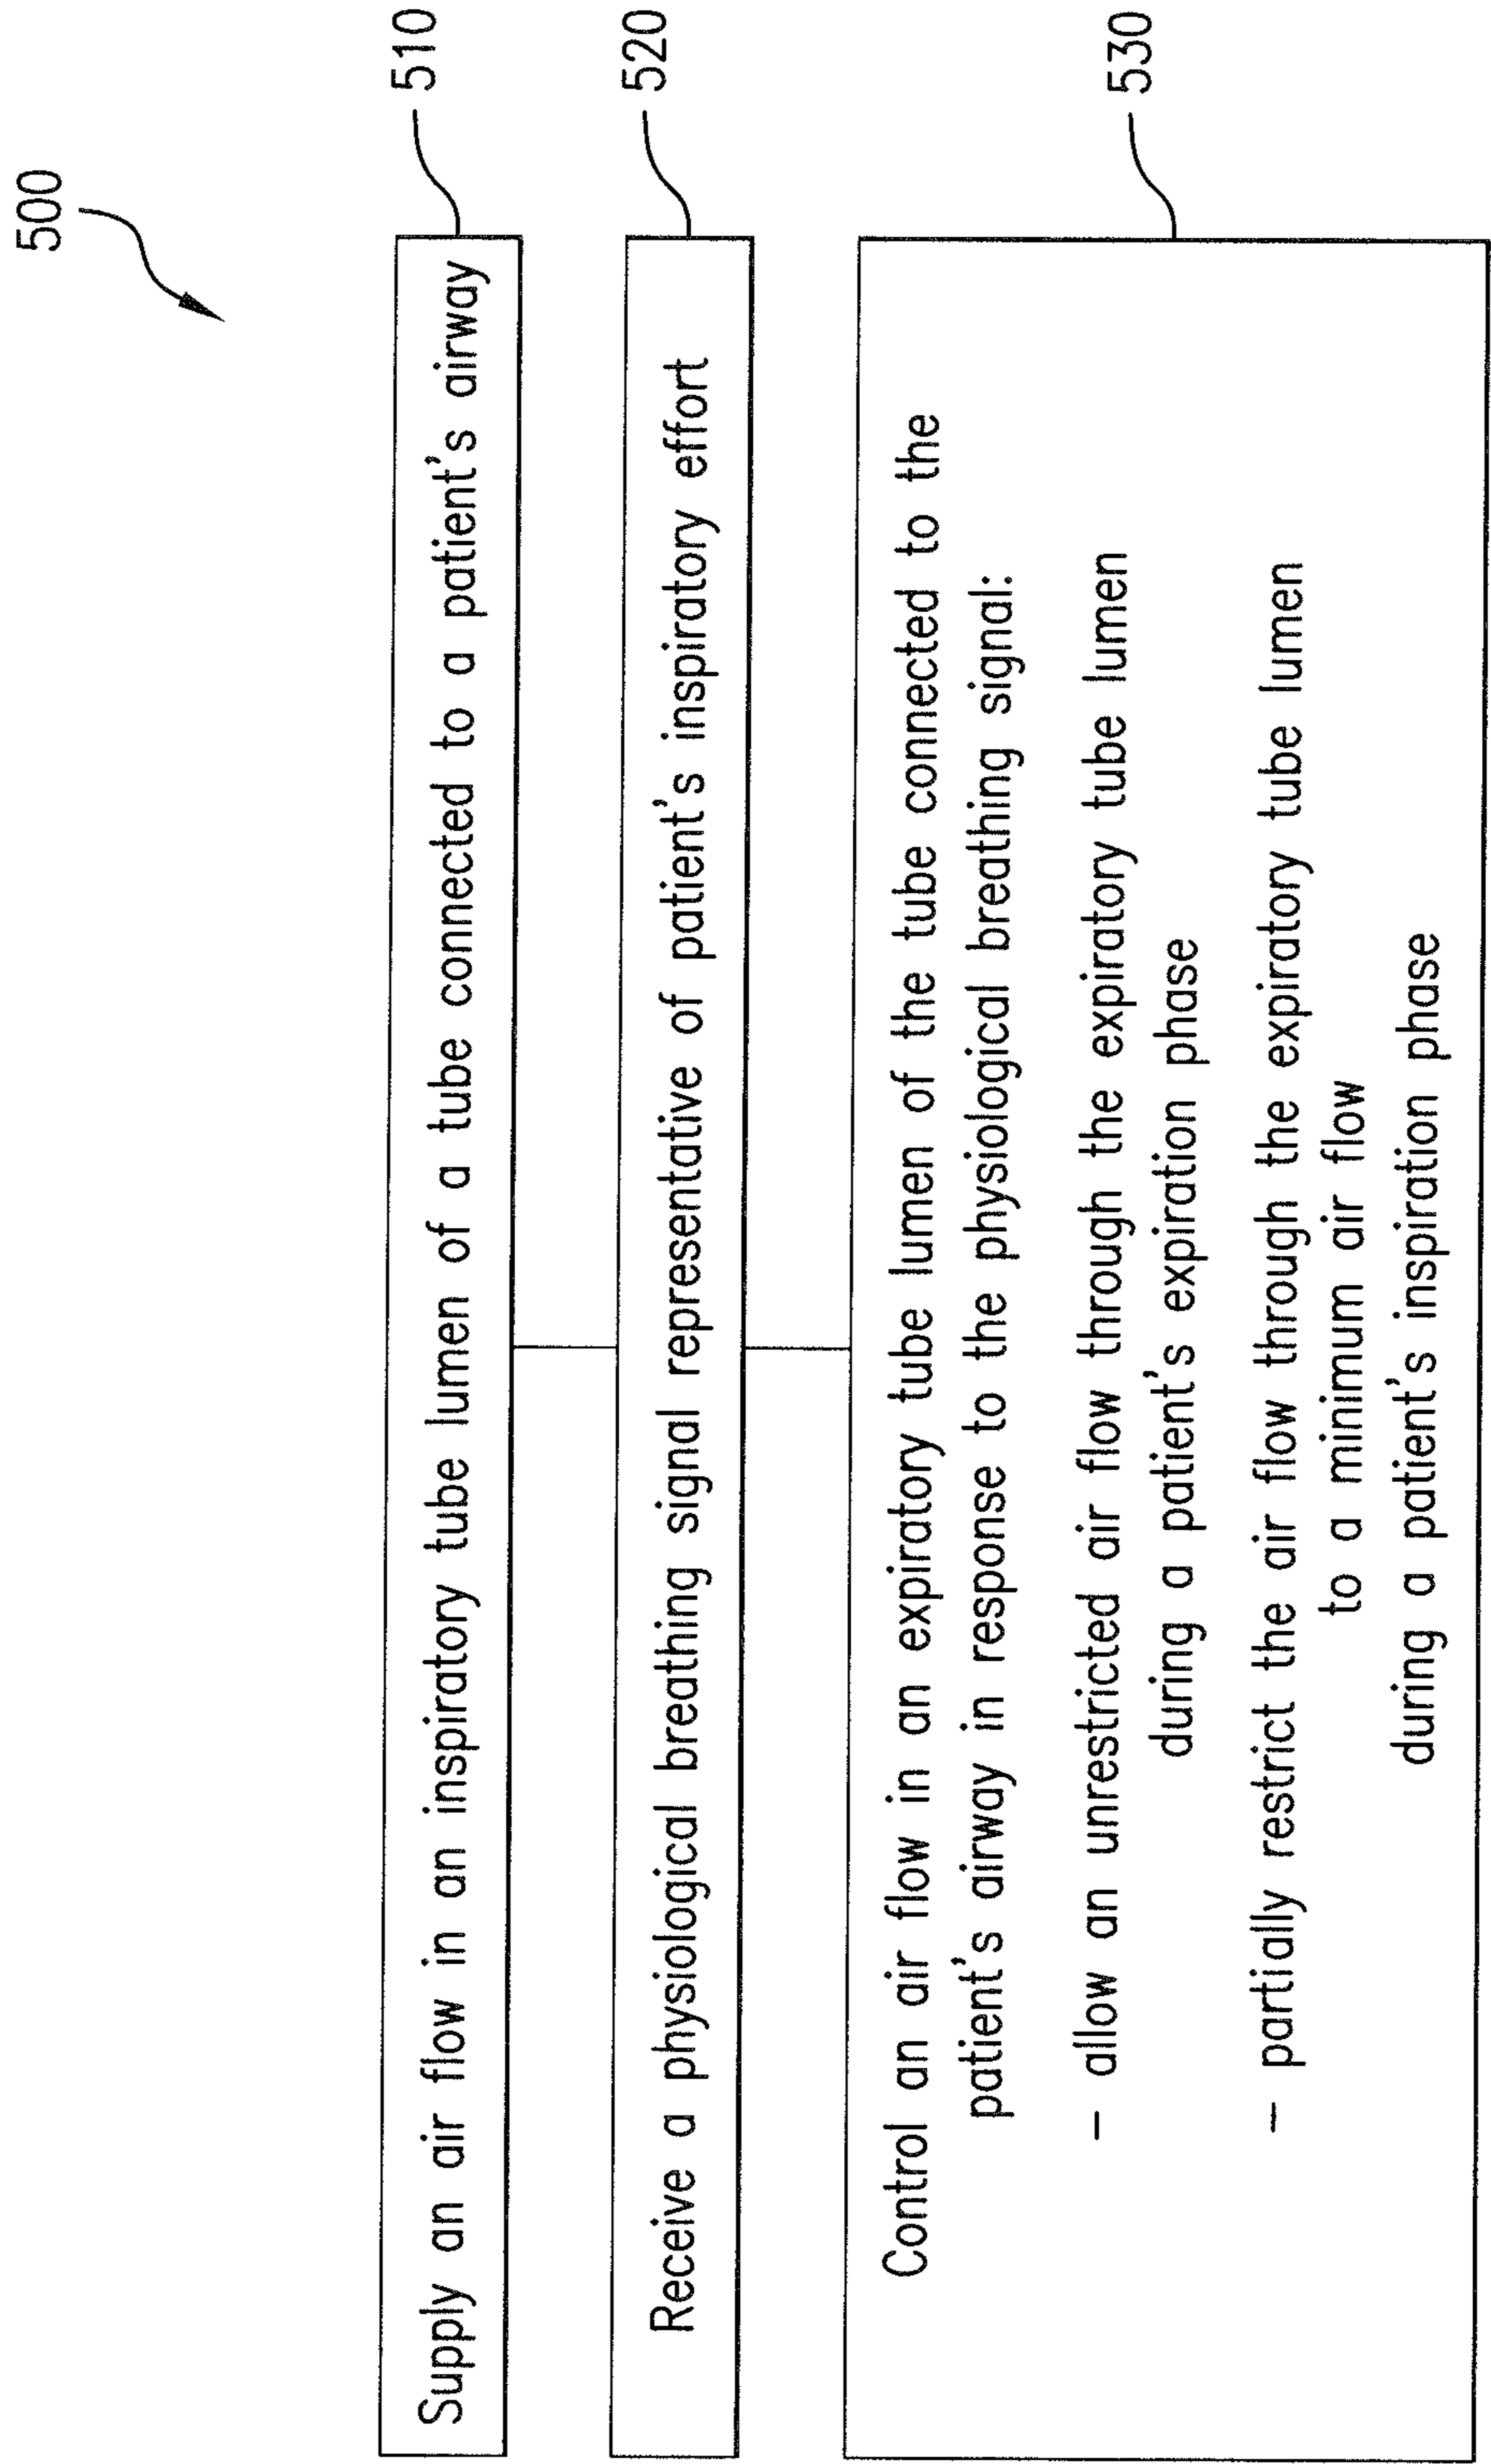 500
Supply an air flow in an inspiratory tube lumen of a tube connected to a patient's airway
510
Receive a physiological breathing signal representative of patient's inspiratory effort
520
Control an air flow in an expiratory tube lumen of the tube connected to the
patient's airway in response to the physiological breathing signal:
- allow an unrestricted air flow through the expiratory tube lumen
during a patient's expiration phase
- partially restrict the air flow through the expiratory tube lumen
to a minimum air flow
during a patient's inspiration phase
530